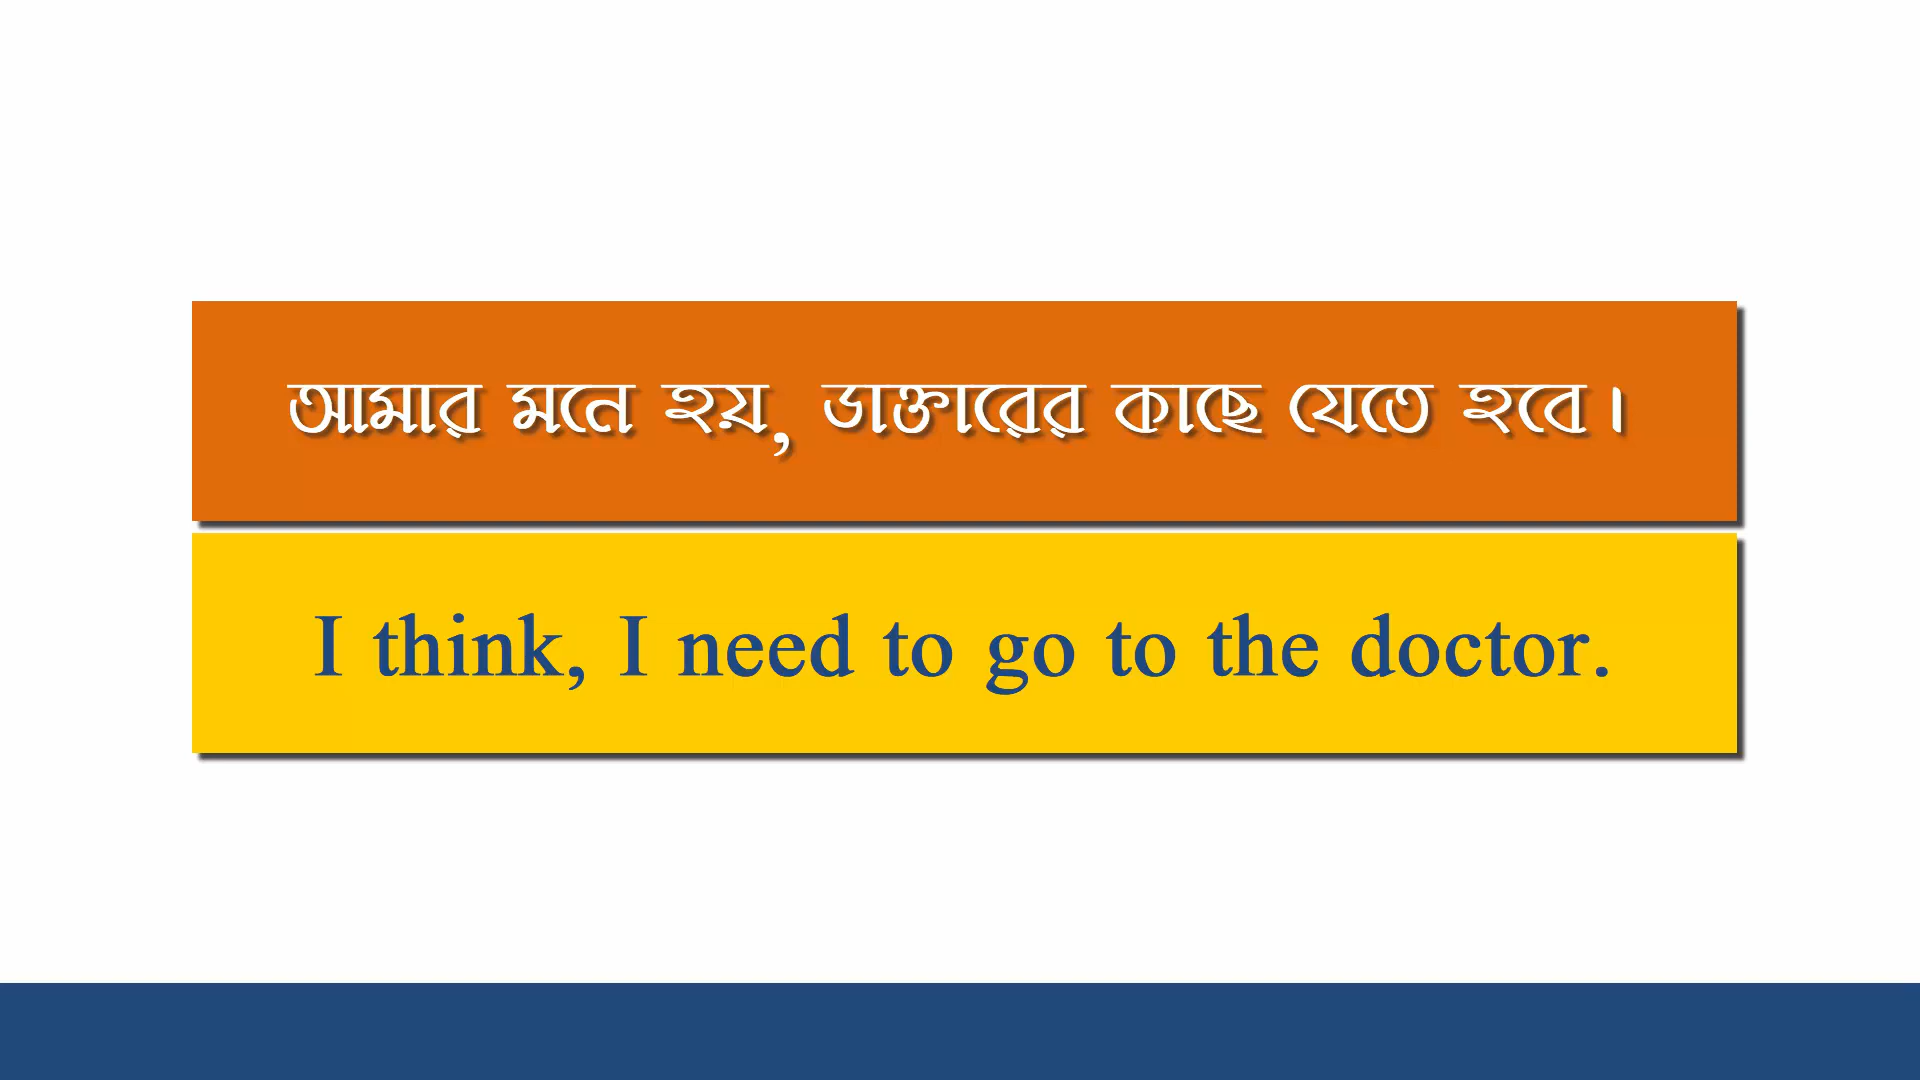 আমার মনে হয়, ডাক্তারের কাছে যেতে হবে।
I think, I need to go to the doctor.